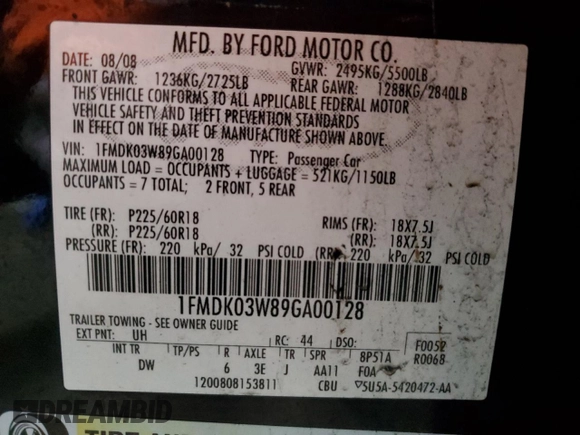 MFD. BY FORD MOTOR CO.
DATE: 08/08 GVWR: 2495KG/5500LB
FRONT GAWR: 1236KG/2725LB REAR GAWR: 1288KG/2840LB
THIS VEHICLE CONFORMS TO ALL APPLICABLE FEDERAL MOTOR
VEHICLE SAFETY AND THEFT PREVENTION STANDARDS
IN EFFECT ON THE DATE OF MANUFACTURE SHOWN ABOVE.
VIN: 1FMDK03W89GA00128 TYPE: Passenger Car
MAXIMUM LOAD = OCCUPANTS + LUGGAGE = 521KG/1150LB
OCCUPANTS = 7 TOTAL; 2 FRONT, 5 REAR
TIRE (FR): P225/60R18 RIMS (FR): 18X7.5J
(RR): P225/60R18 (RR): 18X7.5J
PRESSURE (FR): 220 kPa/ 32 PSI COLD (RR): 220 kPa/ 32 PSI COLD
1FMDK03W89GA00128
TRAILER TOWING - SEE OWNER GUIDE
EXT PNT: UH RC: 44 DSO: F0052
INT TR TP/PS R AXLE TR SPR 8P51A R0068
DW 6 3E J AA11 F0A
1200808153811 CBU 5U5A-5420472-AA
DREAMBID